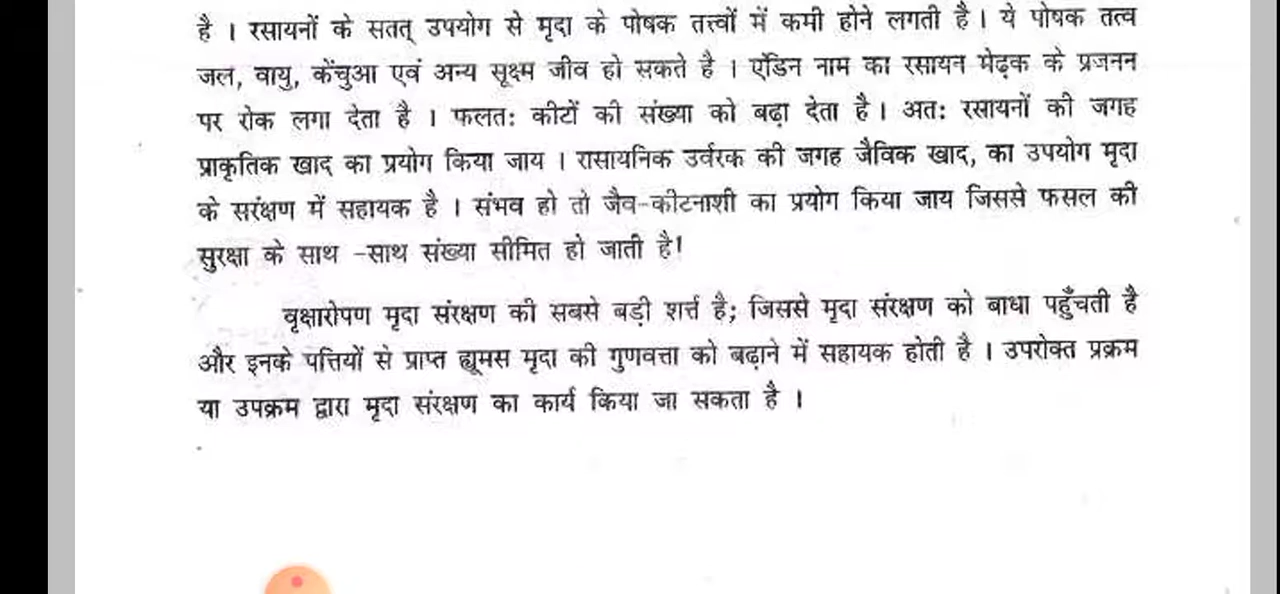 है । रसायनों के सतत् उपयोग से मृदा के पोषक तत्त्वों में कमी होने लगती है । ये पोषक तत्व
जल, वायु, केंचुआ एवं अन्य सूक्ष्म जीव हो सकते है । एंडिन नाम का रसायन मेढ़क के प्रजनन
पर रोक लगा देता है । फलतः कीटों की संख्या को बढ़ा देता है । अतः रसायनों की जगह
प्राकृतिक खाद का प्रयोग किया जाय । रासायनिक उर्वरक की जगह जैविक खाद, का उपयोग मृदा
के सरंक्षण में सहायक है । संभव हो तो जैव-कीटनाशी का प्रयोग किया जाय जिससे फसल की
सुरक्षा के साथ -साथ संख्या सीमित हो जाती है!
वृक्षारोपण मृदा संरक्षण की सबसे बड़ी शर्त्त है; जिससे मृदा संरक्षण को बाधा पहुँचती है
और इनके पत्तियों से प्राप्त ह्यूमस मृदा की गुणवत्ता को बढ़ाने में सहायक होती है । उपरोक्त प्रक्रम
या उपक्रम द्वारा मृदा संरक्षण का कार्य किया जा सकता है ।